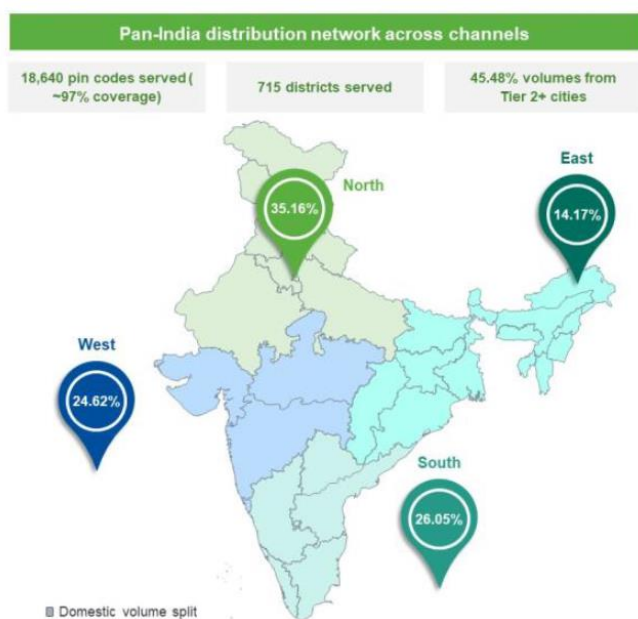 Pan-India distribution network across channels
18,640 pin codes served (
~97% coverage)
715 districts served
45.48% volumes from
Tier 2+ cities
North
35.16%
East
14.17%
West
24.62%
South
26.05%
Domestic volume split